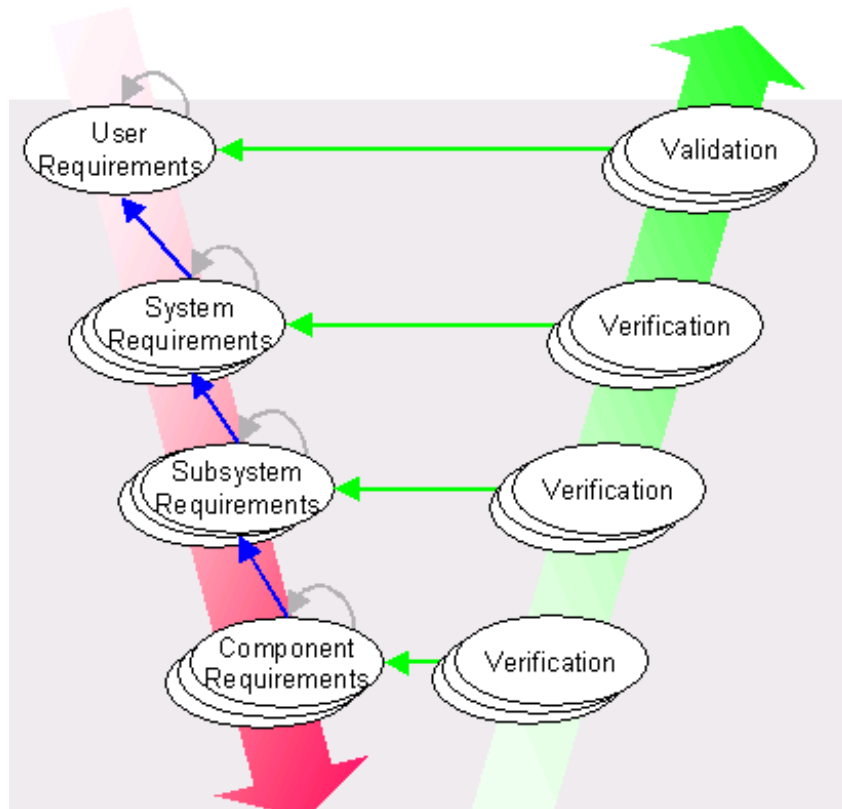 User
Requirements
Validation
System
Requirements
Verification
Subsystem
Requirements
Verification
Component
Requirements
Verification